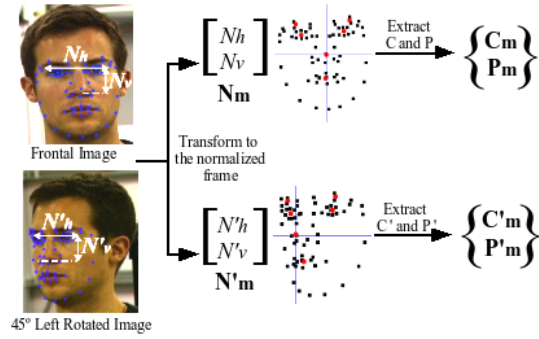 Nh
Nv
Frontal Image
[Nh
Nv]
Nm
Extract
C and P
{Cm
Pm}
Transform to
the normalized
frame
N'h
N'v
45º Left Rotated Image
[N'h
N'v]
N'm
Extract
C' and P'
{C'm
P'm}